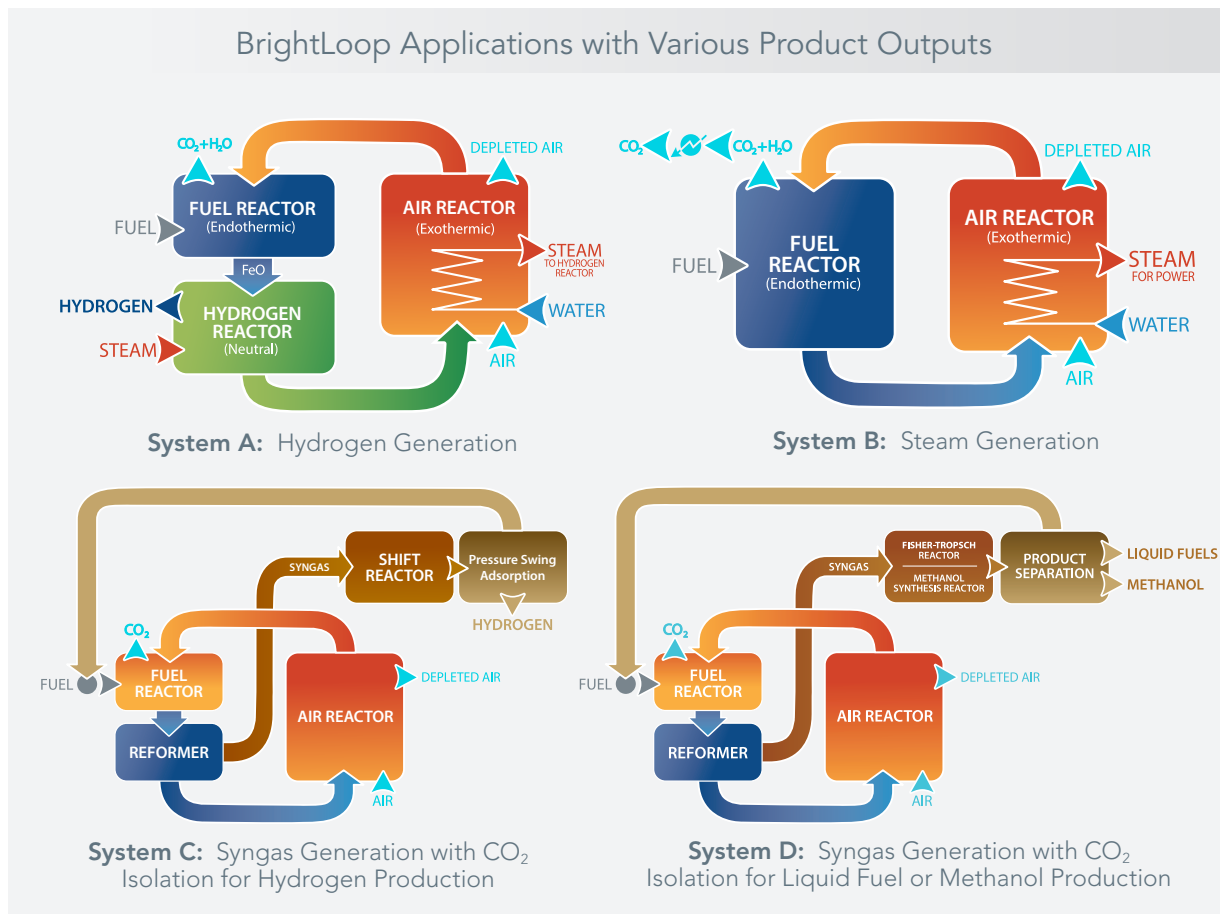 BrightLoop Applications with Various Product Outputs
CO₂+H₂O
DEPLETED AIR
FUEL REACTOR
(Endothermic)
FUEL
AIR REACTOR
(Exothermic)
STEAM
TO HYDROGEN
REACTOR
FeO
HYDROGEN
HYDROGEN
REACTOR
(Neutral)
WATER
STEAM
AIR
System A: Hydrogen Generation
CO₂
CO₂+H₂O
DEPLETED AIR
AIR REACTOR
(Exothermic)
FUEL
FUEL
REACTOR
(Endothermic)
STEAM
FOR POWER
WATER
AIR
System B: Steam Generation
SHIFT
REACTOR
Pressure Swing
Adsorption
SYNGAS
HYDROGEN
CO₂
FUEL
FUEL
REACTOR
DEPLETED AIR
AIR REACTOR
REFORMER
AIR
System C: Syngas Generation with CO₂
Isolation for Hydrogen Production
FISHER-TROPSCH
REACTOR
METHANOL
SYNTHESIS REACTOR
SYNGAS
PRODUCT
SEPARATION
LIQUID FUELS
METHANOL
CO₂
FUEL
FUEL
REACTOR
DEPLETED AIR
AIR REACTOR
REFORMER
AIR
System D: Syngas Generation with CO₂
Isolation for Liquid Fuel or Methanol Production